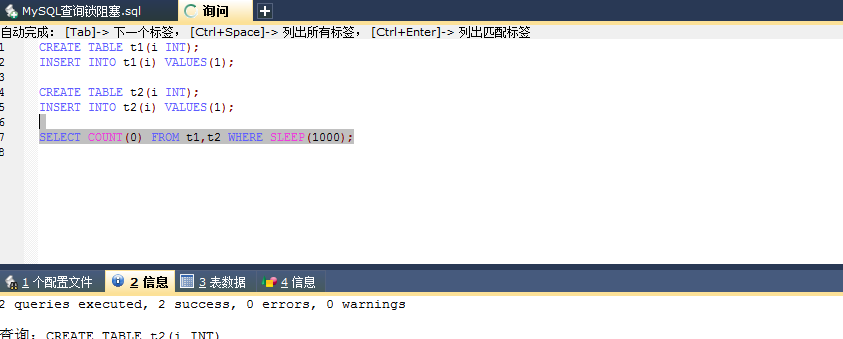 MySQL查询锁阻塞.sql 询问
自动完成: [Tab]-> 下一个标签, [Ctrl+Space]-> 列出所有标签, [Ctrl+Enter]-> 列出匹配标签
1 CREATE TABLE t1(i INT);
2 INSERT INTO t1(i) VALUES(1);
3
4 CREATE TABLE t2(i INT);
5 INSERT INTO t2(i) VALUES(1);
6
7 SELECT COUNT(0) FROM t1,t2 WHERE SLEEP(1000);
8
1 个配置文件 2 信息 3 表数据 4 信息
2 queries executed, 2 success, 0 errors, 0 warnings
查询: CREATE TABLE t2(i INT)